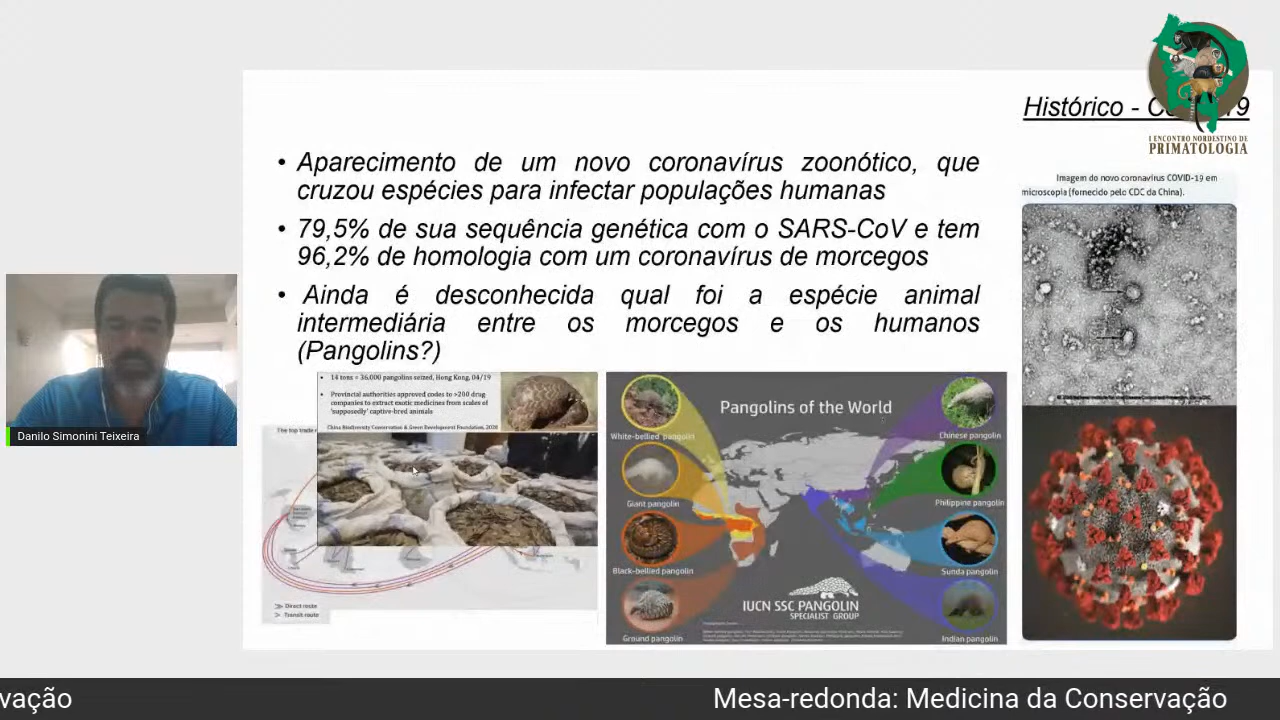 Histórico - C 9
I ENCONTRO NORDESTINO DE
PRIMATOLOGIA
• Aparecimento de um novo coronavírus zoonótico, que
cruzou espécies para infectar populações humanas
• 79,5% de sua sequência genética com o SARS-CoV e tem
96,2% de homologia com um coronavírus de morcegos
• Ainda é desconhecida qual foi a espécie animal
intermediária entre os morcegos e os humanos
(Pangolins?)
Imagem do novo coronavírus COVID-19 em
microscopia (fornecido pelo CDC da China).
Danilo Simonini Teixeira
• 14 tons = 36,000 pangolins seized, Hong Kong, 04/19
• Provincial authorities approved codes to >200 drug
companies to extract exotic medicines from scales of
'supposedly' captive-bred animals
China Biodiversity Conservation & Green Development Foundation, 2020
The top trade
Direct route
Transit route
Pangolins of the World
White-bellied pangolin
Giant pangolin
Black-bellied pangolin
Ground pangolin
Chinese pangolin
Philippine pangolin
Sunda pangolin
Indian pangolin
IUCN SSC PANGOLIN
SPECIALIST GROUP
vação
Mesa-redonda: Medicina da Conservação